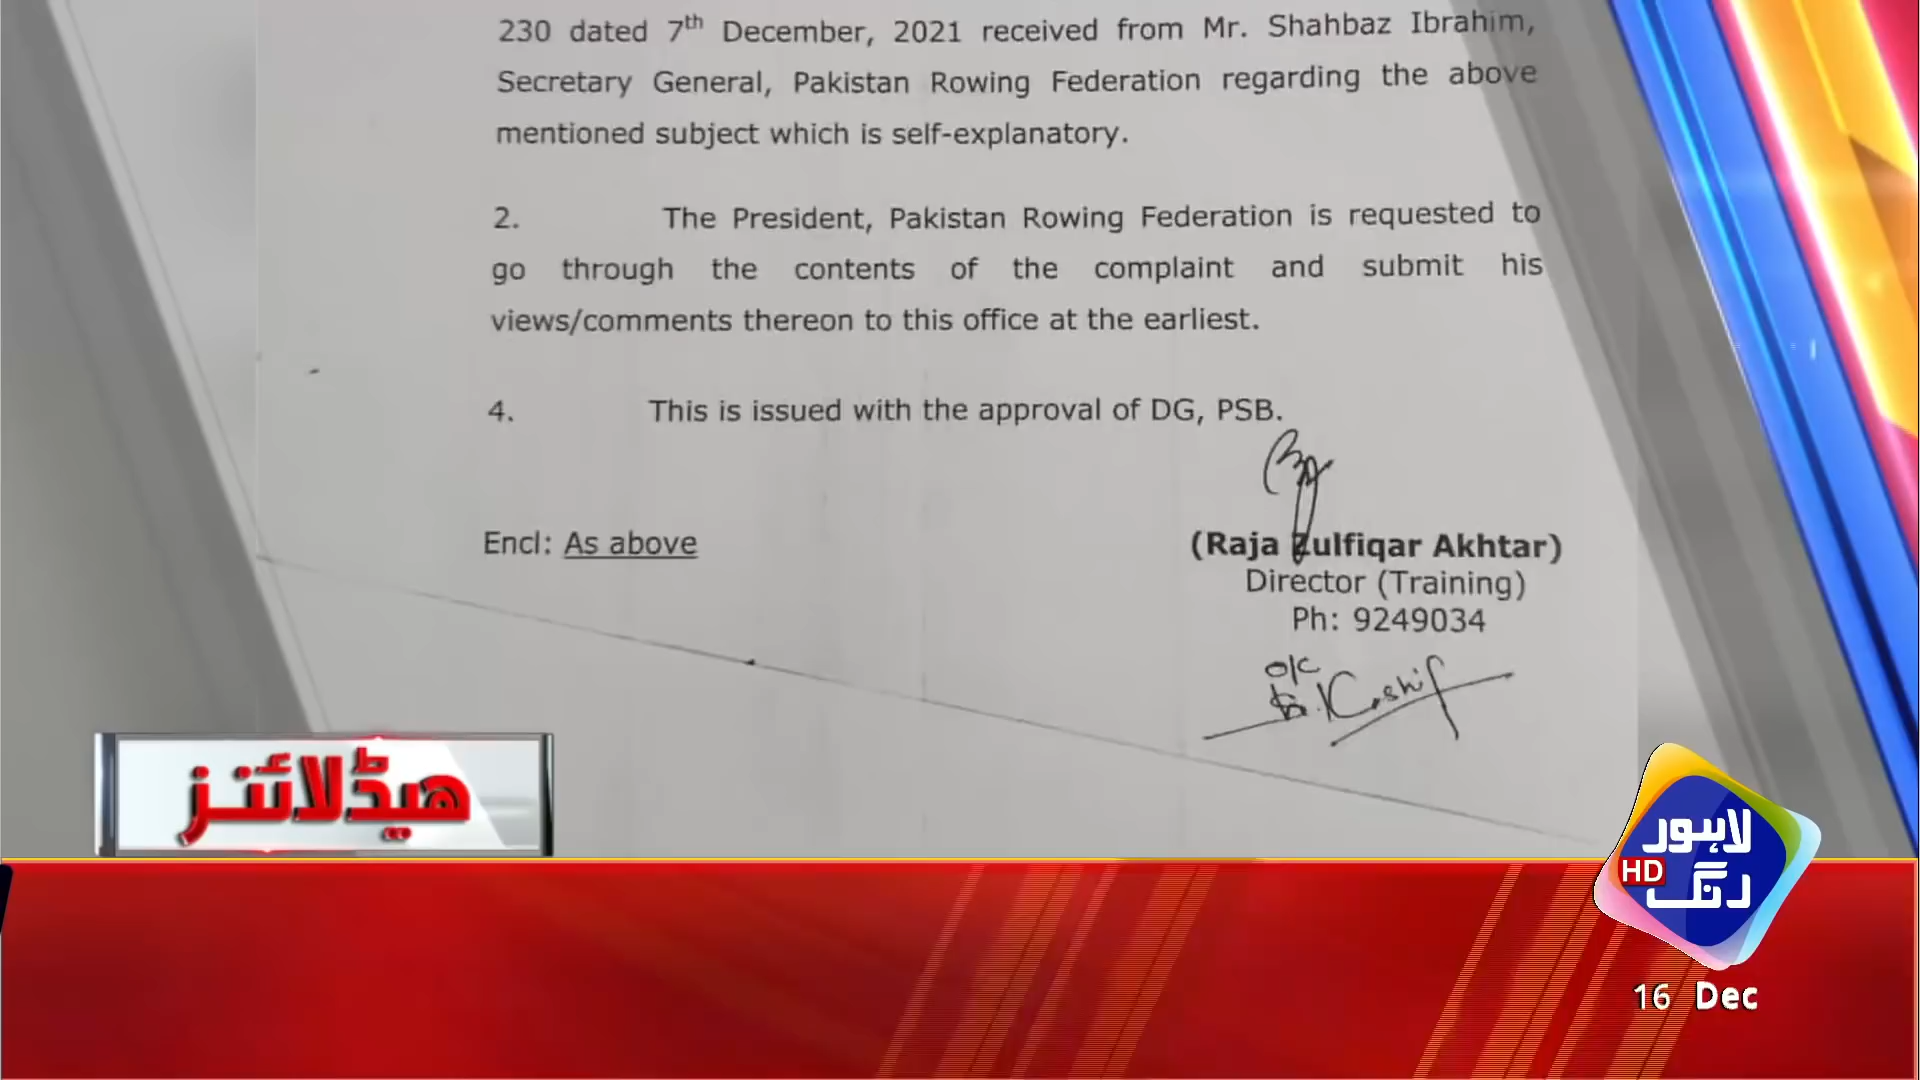 230 dated 7th December, 2021 received from Mr. Shahbaz Ibrahim,
Secretary General, Pakistan Rowing Federation regarding the above
mentioned subject which is self-explanatory.
2. The President, Pakistan Rowing Federation is requested to
go through the contents of the complaint and submit his
views/comments thereon to this office at the earliest.
4. This is issued with the approval of DG, PSB.
Encl: As above
(Raja Zulfiqar Akhtar)
Director (Training)
Ph: 9249034
o/c
Kashif
ہیڈلائنز
لاہور
HD
رنگ
16 Dec